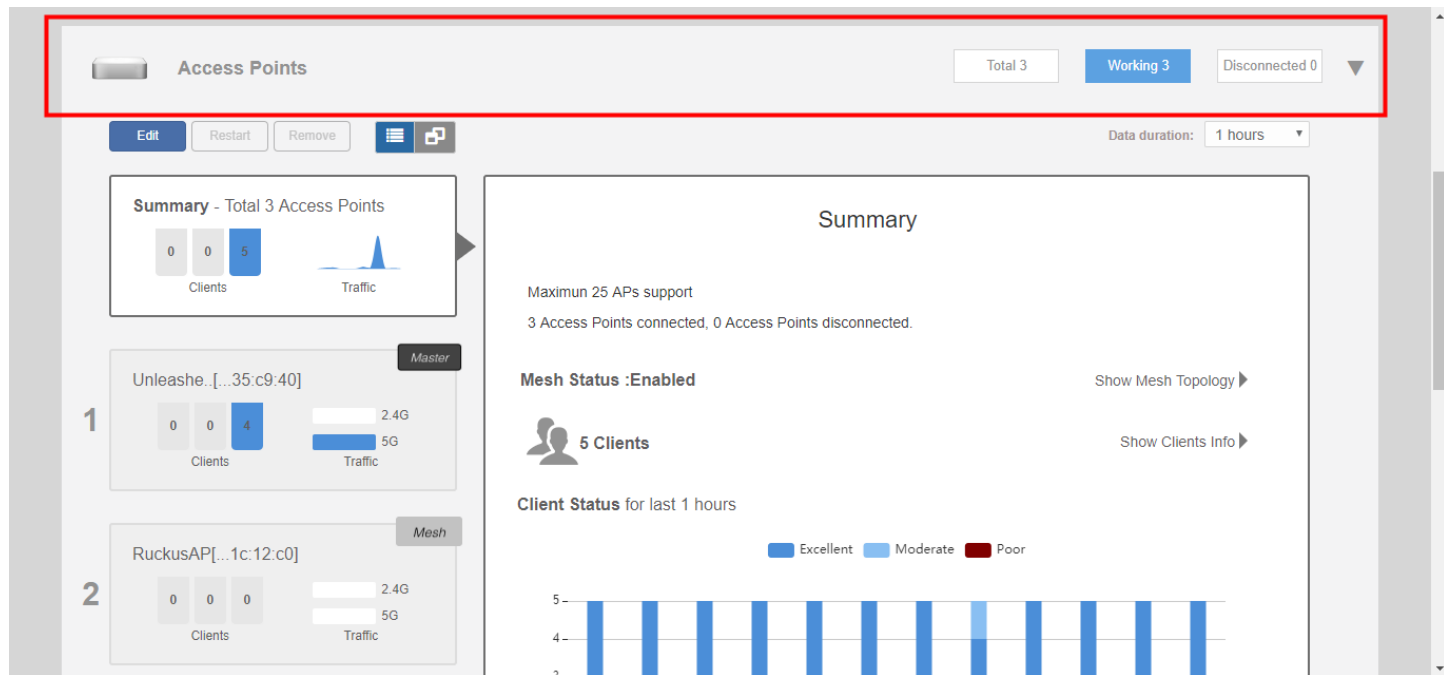 Access Points
Total 3
Working 3
Disconnected 0
Edit
Restart
Remove
Data duration:
1 hours
Summary - Total 3 Access Points
0 0 5
Clients
Traffic
Master
Unleashe..[...35:c9:40]
1
0 0 4
2.4G
5G
Clients
Traffic
Mesh
RuckusAP[...1c:12:c0]
2
0 0 0
2.4G
5G
Clients
Traffic
Summary
Maximun 25 APs support
3 Access Points connected, 0 Access Points disconnected.
Mesh Status :Enabled
Show Mesh Topology
5 Clients
Show Clients Info
Client Status for last 1 hours
Excellent
Moderate
Poor
5
4